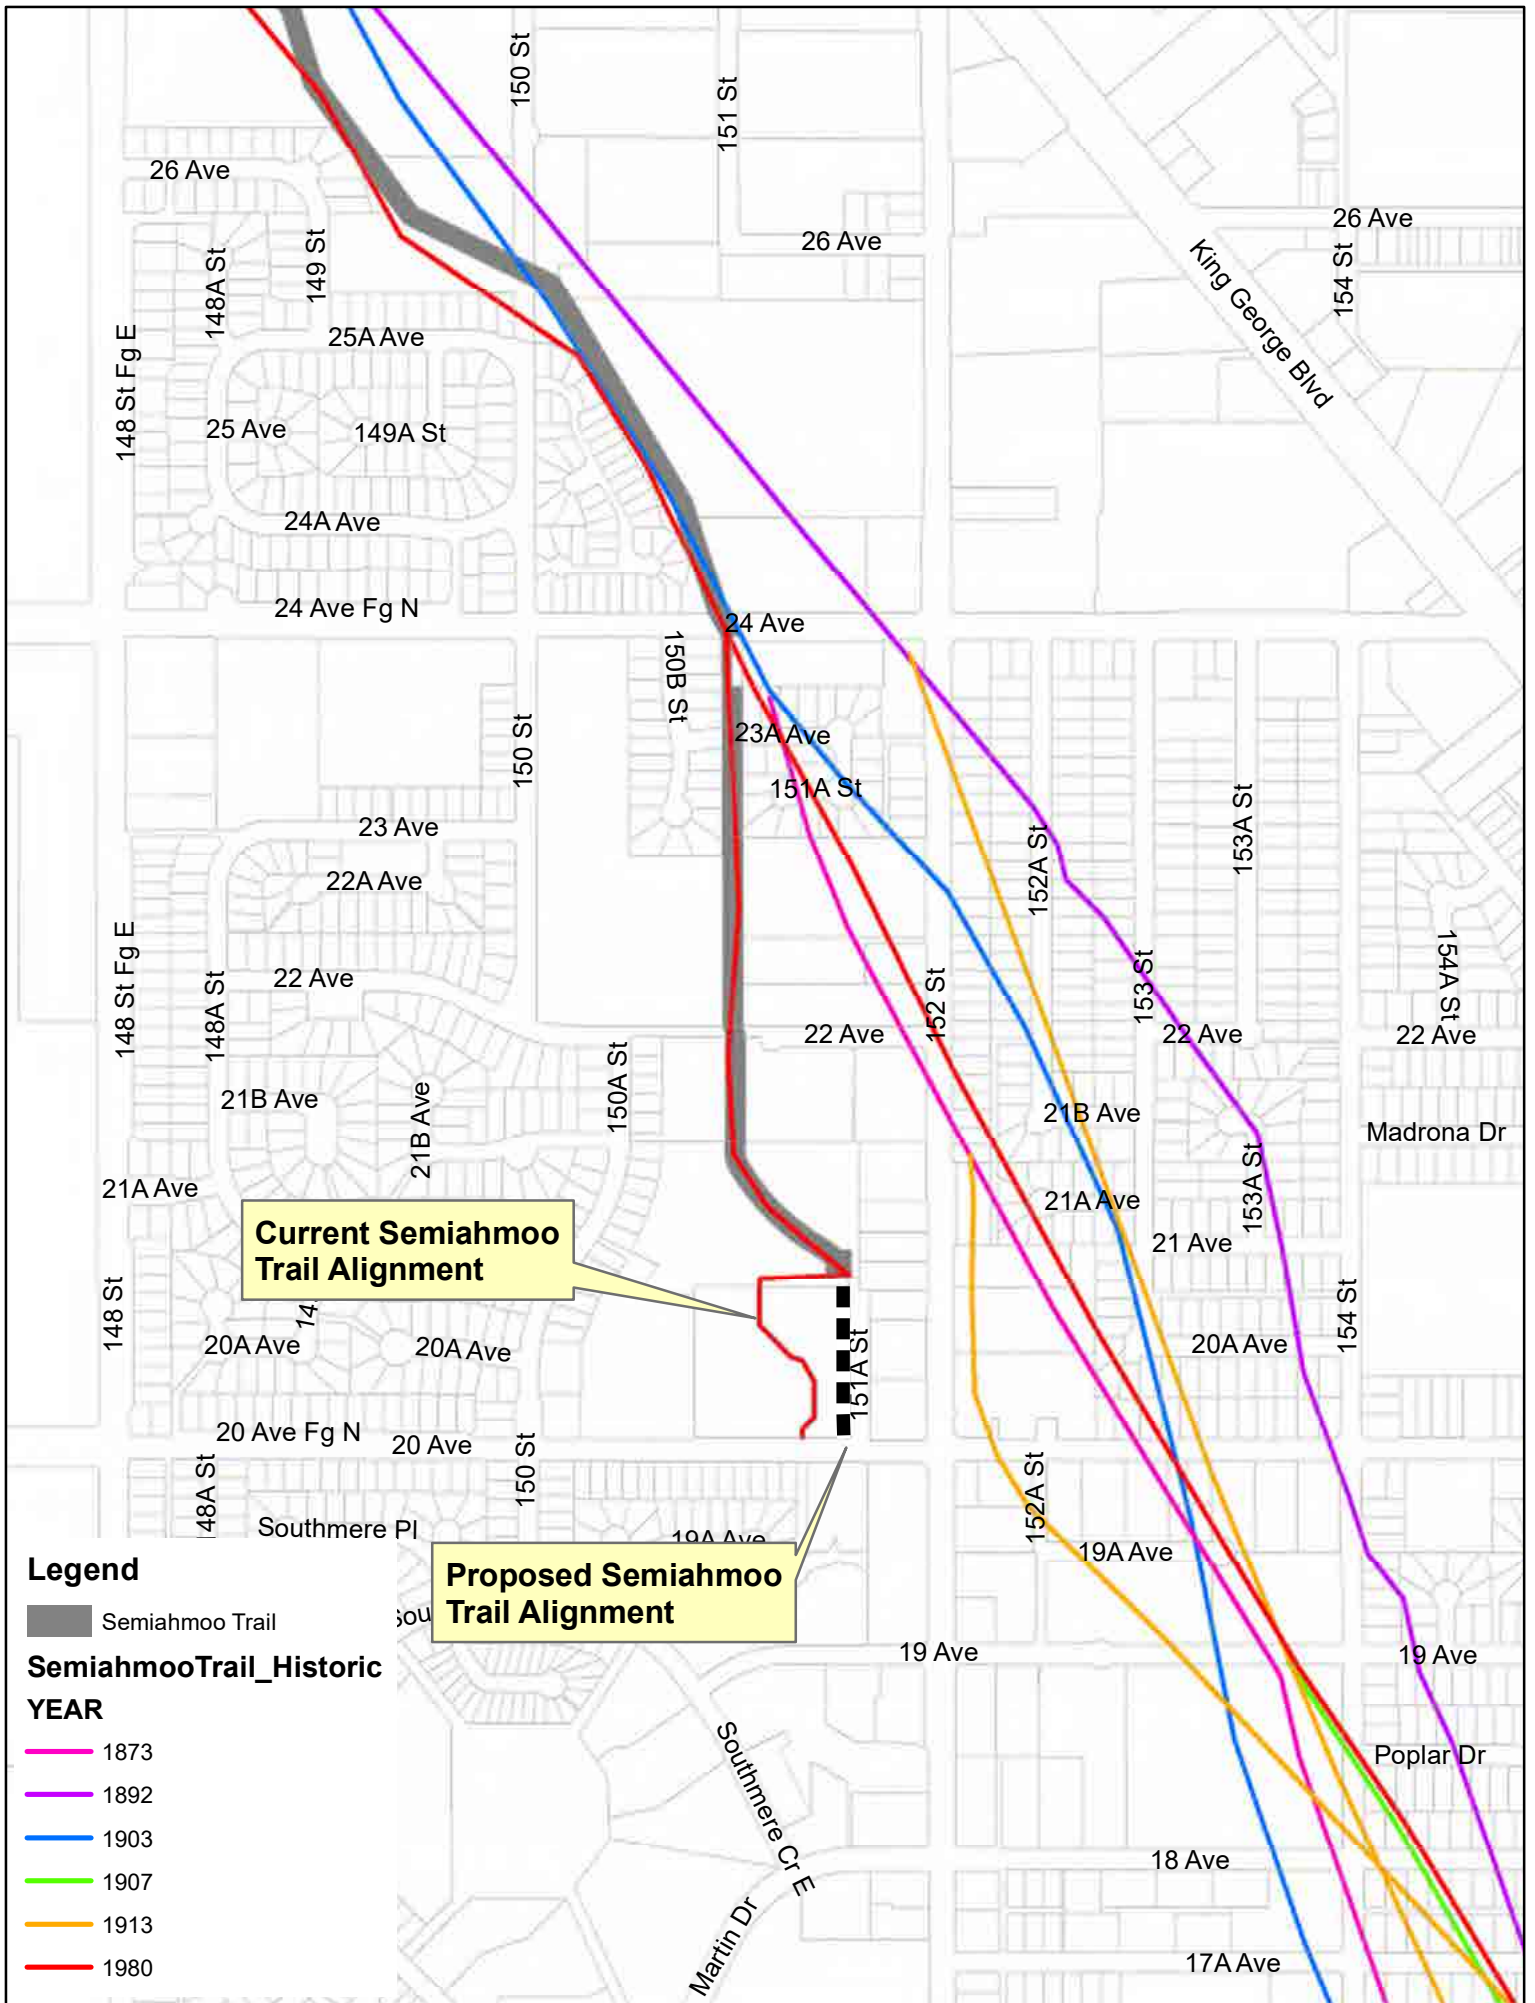 150 St
151 St
26 Ave
26 Ave
26 Ave
148A St
149 St
154 St
King George Blvd
25A Ave
148 St Fg E
25 Ave
149A St
24A Ave
24 Ave Fg N
24 Ave
150B St
150 St
23A Ave
151A St
23 Ave
153A St
22A Ave
152A St
148 St Fg E
22 Ave
148A St
152 St
153 St
154A St
22 Ave
22 Ave
22 Ave
150A St
21B Ave
21B Ave
21B Ave
Madrona Dr
21A Ave
21A Ave
153A St
21 Ave
Current Semiahmoo
Trail Alignment
148 St
14
20A Ave
20A Ave
151A St
20A Ave
154 St
20 Ave Fg N
20 Ave
150 St
48A St
152A St
Southmere Pl
19A Ave
19A Ave
Proposed Semiahmoo
Trail Alignment
Sou
19 Ave
19 Ave
Southmere Cr E
Poplar Dr
18 Ave
Martin Dr
17A Ave
Legend
Semiahmoo Trail
SemiahmooTrail_Historic
YEAR
1873
1892
1903
1907
1913
1980